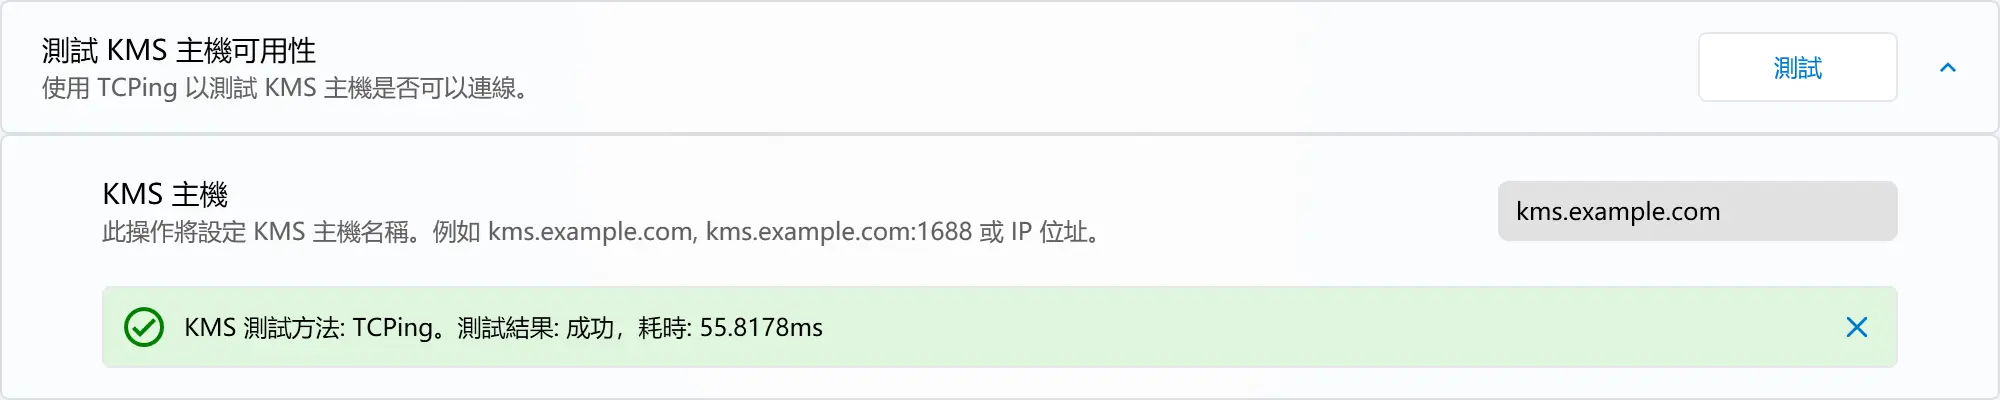 測試 KMS 主機可用性
使用 TCPing 以測試 KMS 主機是否可以連線。
測試
KMS 主機
此操作將設定 KMS 主機名稱。例如 kms.example.com, kms.example.com:1688 或 IP 位址。
kms.example.com
KMS 測試方法: TCPing。測試結果: 成功，耗時: 55.8178ms